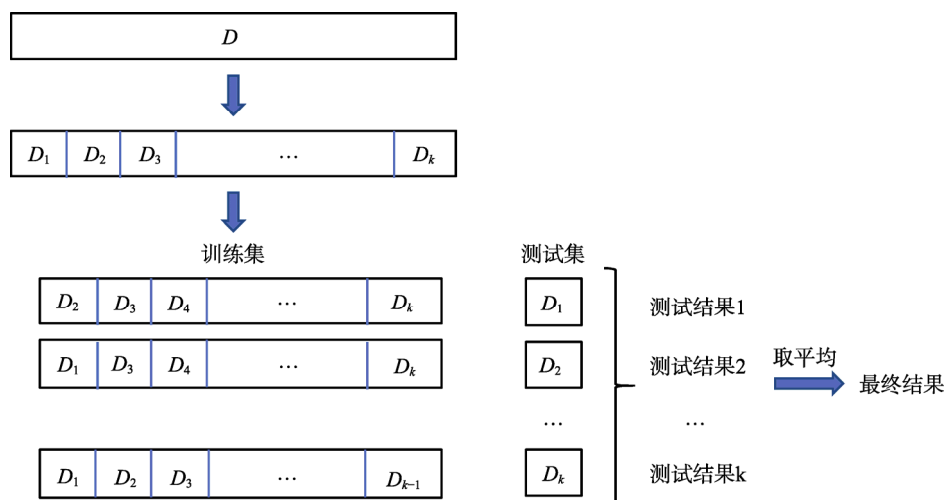 D
D₁ D₂ D₃ … Dₖ
训练集 测试集
D₂ D₃ D₄ … Dₖ D₁ 测试结果1
D₁ D₃ D₄ … Dₖ D₂ 测试结果2
取平均
最终结果
… …
D₁ D₂ D₃ … Dₖ₋₁ Dₖ 测试结果k